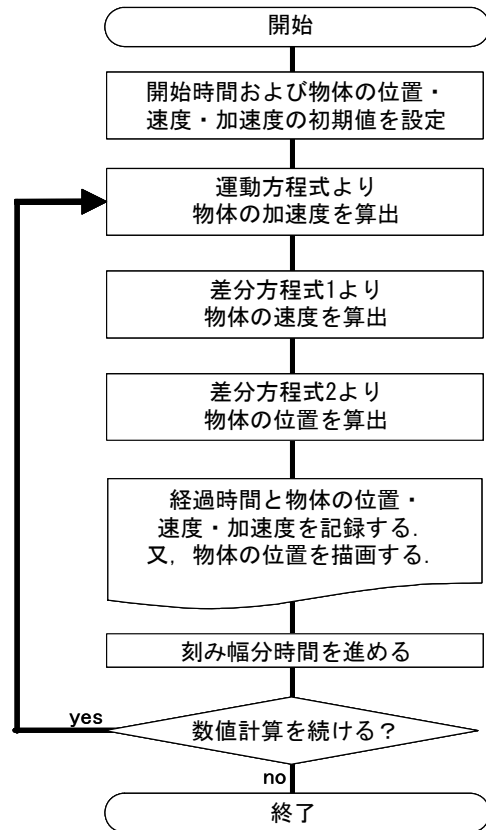 開始
開始時間および物体の位置・
速度・加速度の初期値を設定
運動方程式より
物体の加速度を算出
差分方程式1より
物体の速度を算出
差分方程式2より
物体の位置を算出
経過時間と物体の位置・
速度・加速度を記録する.
又, 物体の位置を描画する.
刻み幅分時間を進める
yes
数値計算を続ける？
no
終了